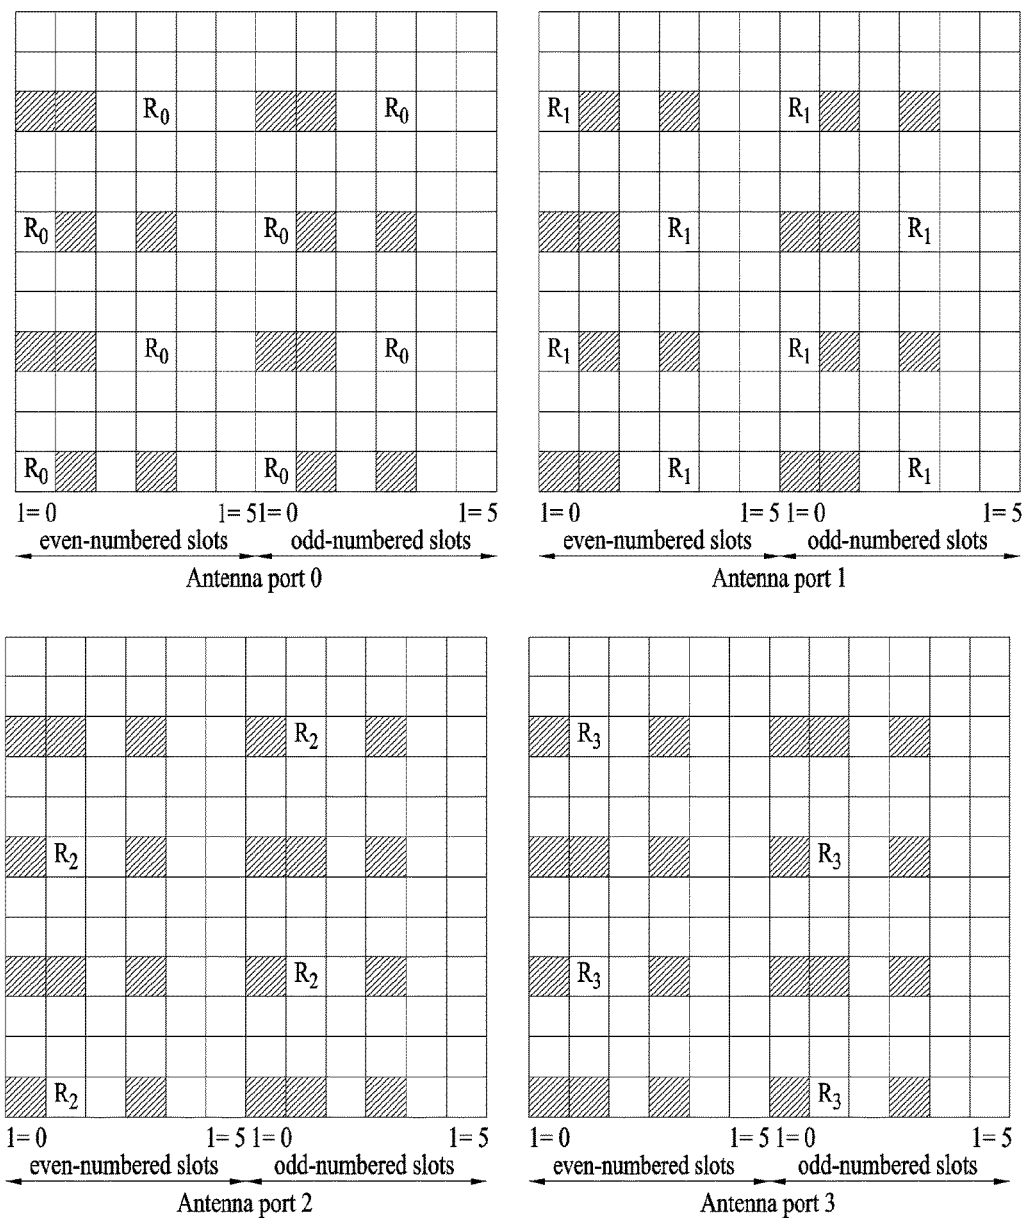 R0 R0 R1 R1
R0 R0 R1 R1
R0 R0 R1 R1
R0 R0 R1 R1
l= 0 l= 5 l= 0 l= 5 l= 0 l= 5 l= 0 l= 5
even-numbered slots odd-numbered slots even-numbered slots odd-numbered slots
Antenna port 0 Antenna port 1
R2 R3
R2 R3
R2 R3
R2 R3
l= 0 l= 5 l= 0 l= 5 l= 0 l= 5 l= 0 l= 5
even-numbered slots odd-numbered slots even-numbered slots odd-numbered slots
Antenna port 2 Antenna port 3